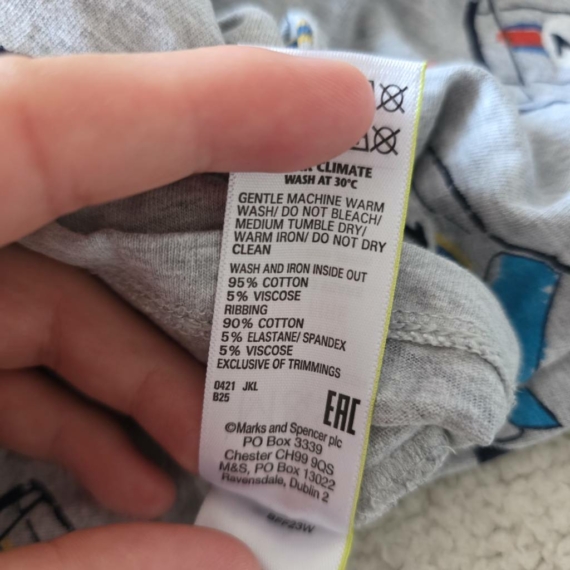 CLIMATE
WASH AT 30°C
GENTLE MACHINE WARM
WASH/ DO NOT BLEACH/
MEDIUM TUMBLE DRY/
WARM IRON/ DO NOT DRY
CLEAN
WASH AND IRON INSIDE OUT
95% COTTON
5% VISCOSE
RIBBING
90% COTTON
5% ELASTANE/ SPANDEX
5% VISCOSE
EXCLUSIVE OF TRIMMINGS
0421 JKL
B25
EAC
©Marks and Spencer plc
PO Box 3339
Chester CH99 9QS
M&S, PO Box 13022
Ravensdale, Dublin 2